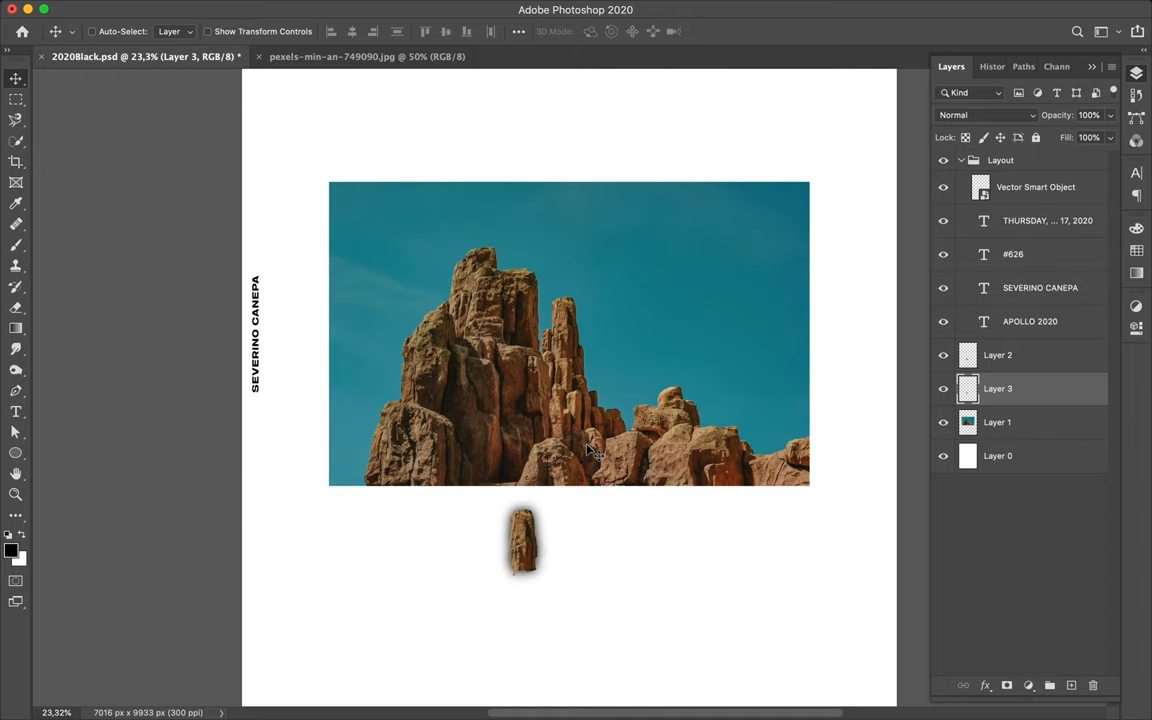 Adobe Photoshop 2020
Auto-Select: Layer Show Transform Controls 3D Mode:
2020Black.psd @ 23,3% (Layer 3, RGB/8) * pexels-min-an-749090.jpg @ 50% (RGB/8)
Layers Histor Paths Chann
Kind
Normal Opacity: 100%
Lock: Fill: 100%
Layout
Vector Smart Object
THURSDAY, ... 17, 2020
#626
SEVERINO CANEPA
APOLLO 2020
Layer 2
Layer 3
Layer 1
Layer 0
SEVERINO CANEPA
23,32% 7016 px x 9933 px (300 ppi)